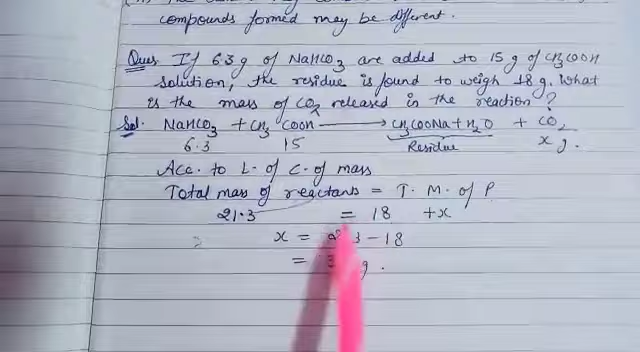 compounds formed may be different.
Ques If 6.3 g of NaHCO3 are added to 15 g of CH3COOH
solution, the residue is found to weigh 18 g. What
is the mass of CO2 released in the reaction?
Sol. NaHCO3 + CH3COOH → CH3COONa + H2O + CO2
6.3 15 Residue x g.
Acc. to L. of C. of mass
Total mass of reactans = T. M. of P.
21.3 = 18 + x
x = 3 - 18
= 3 g.